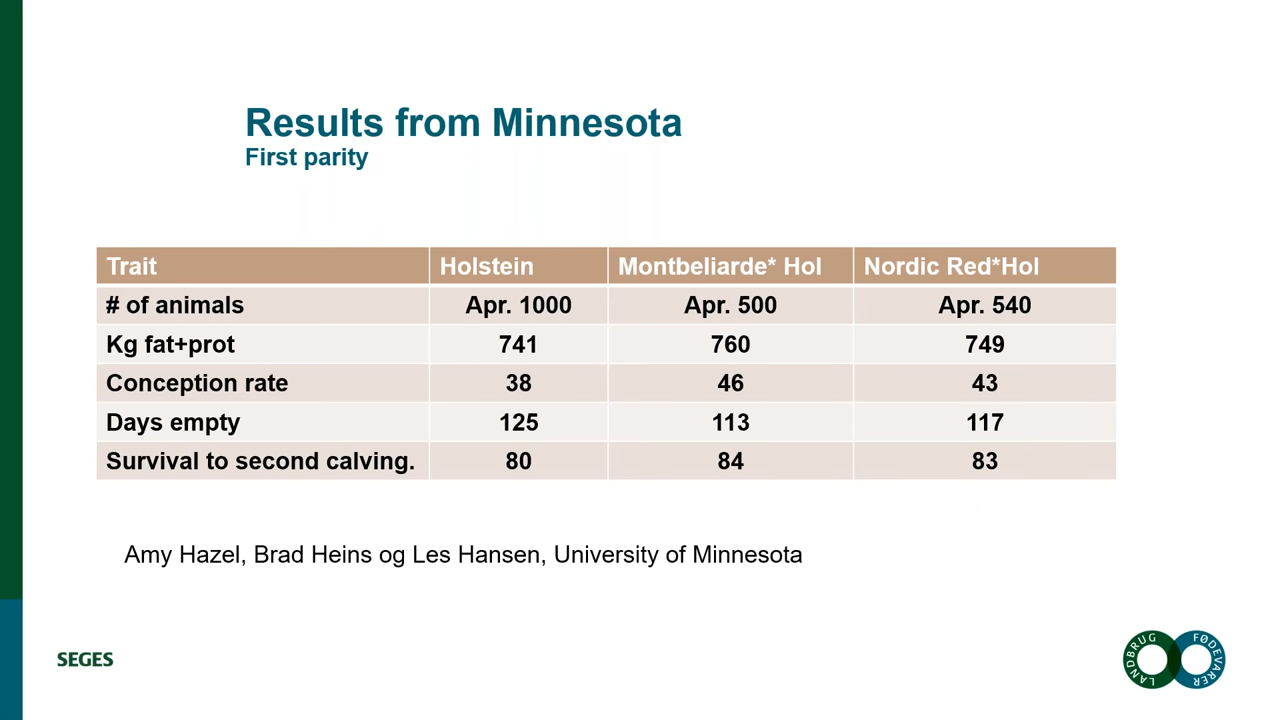 Results from Minnesota
First parity
Trait Holstein Montbeliarde* Hol Nordic Red*Hol
# of animals Apr. 1000 Apr. 500 Apr. 540
Kg fat+prot 741 760 749
Conception rate 38 46 43
Days empty 125 113 117
Survival to second calving. 80 84 83
Amy Hazel, Brad Heins og Les Hansen, University of Minnesota
SEGES
LANDBRUG FØDEVARER